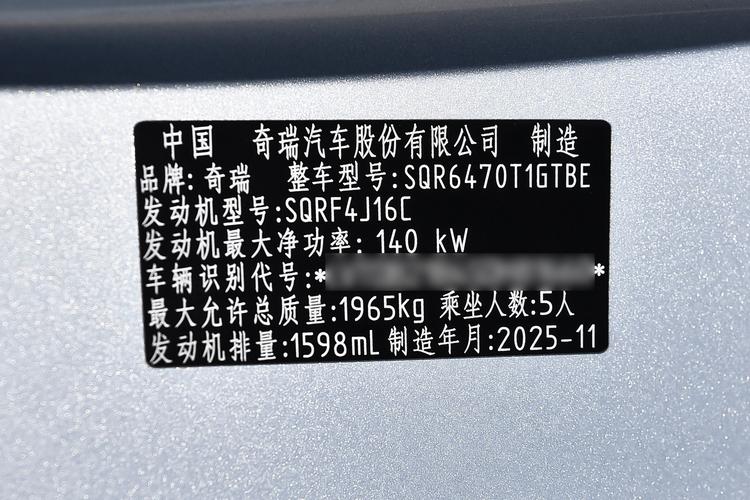 中国 奇瑞汽车股份有限公司 制造
品牌: 奇瑞 整车型号:SQR6470T1GTBE
发动机型号:SQRF4J16C
发动机最大净功率: 140 kW
车辆识别代号:* *
最大允许总质量:1965kg 乘坐人数:5人
发动机排量:1598mL 制造年月:2025-11